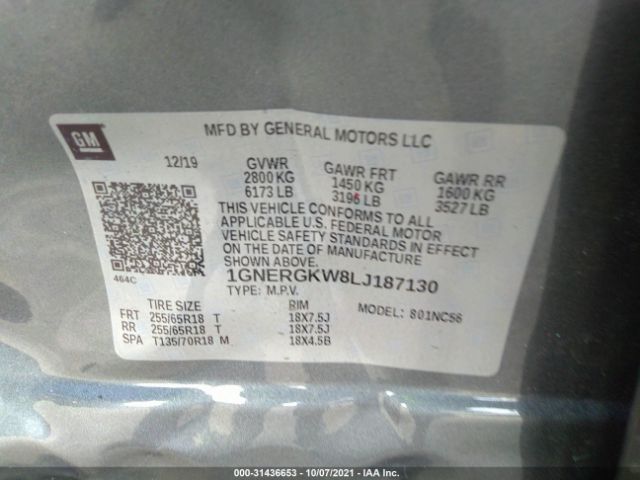 GM
MFD BY GENERAL MOTORS LLC
12/19 GVWR GAWR FRT GAWR RR
2800 KG 1450 KG 1600 KG
6173 LB 3196 LB 3527 LB
THIS VEHICLE CONFORMS TO ALL
APPLICABLE U.S. FEDERAL MOTOR
VEHICLE SAFETY STANDARDS IN EFFECT
ON THE DATE OF MANUFACTURE
SHOWN ABOVE.
464C
1GNERGKW8LJ187130
TYPE: M.P.V. MODEL: 801NC56
TIRE SIZE RIM
FRT 255/65R18 T 18X7.5J
RR 255/65R18 T 18X7.5J
SPA T135/70R18 M 18X4.5B
000-31436653 - 10/07/2021 - IAA Inc.